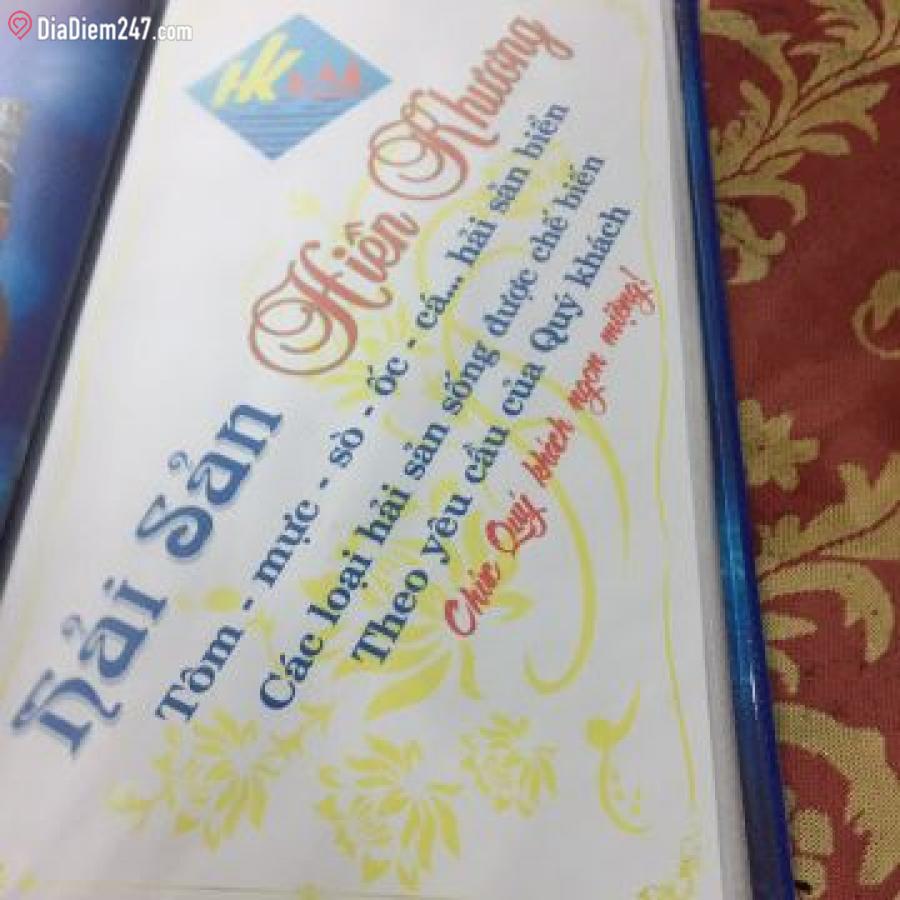 DiaDiem247.com
HK
Hải Sản Hiên Khương
Tôm - mực - sò - ốc - cá... hải sản biển
Các loại hải sản sống được chế biến
Theo yêu cầu của Quý khách
Chúc Quý khách ngon miệng!